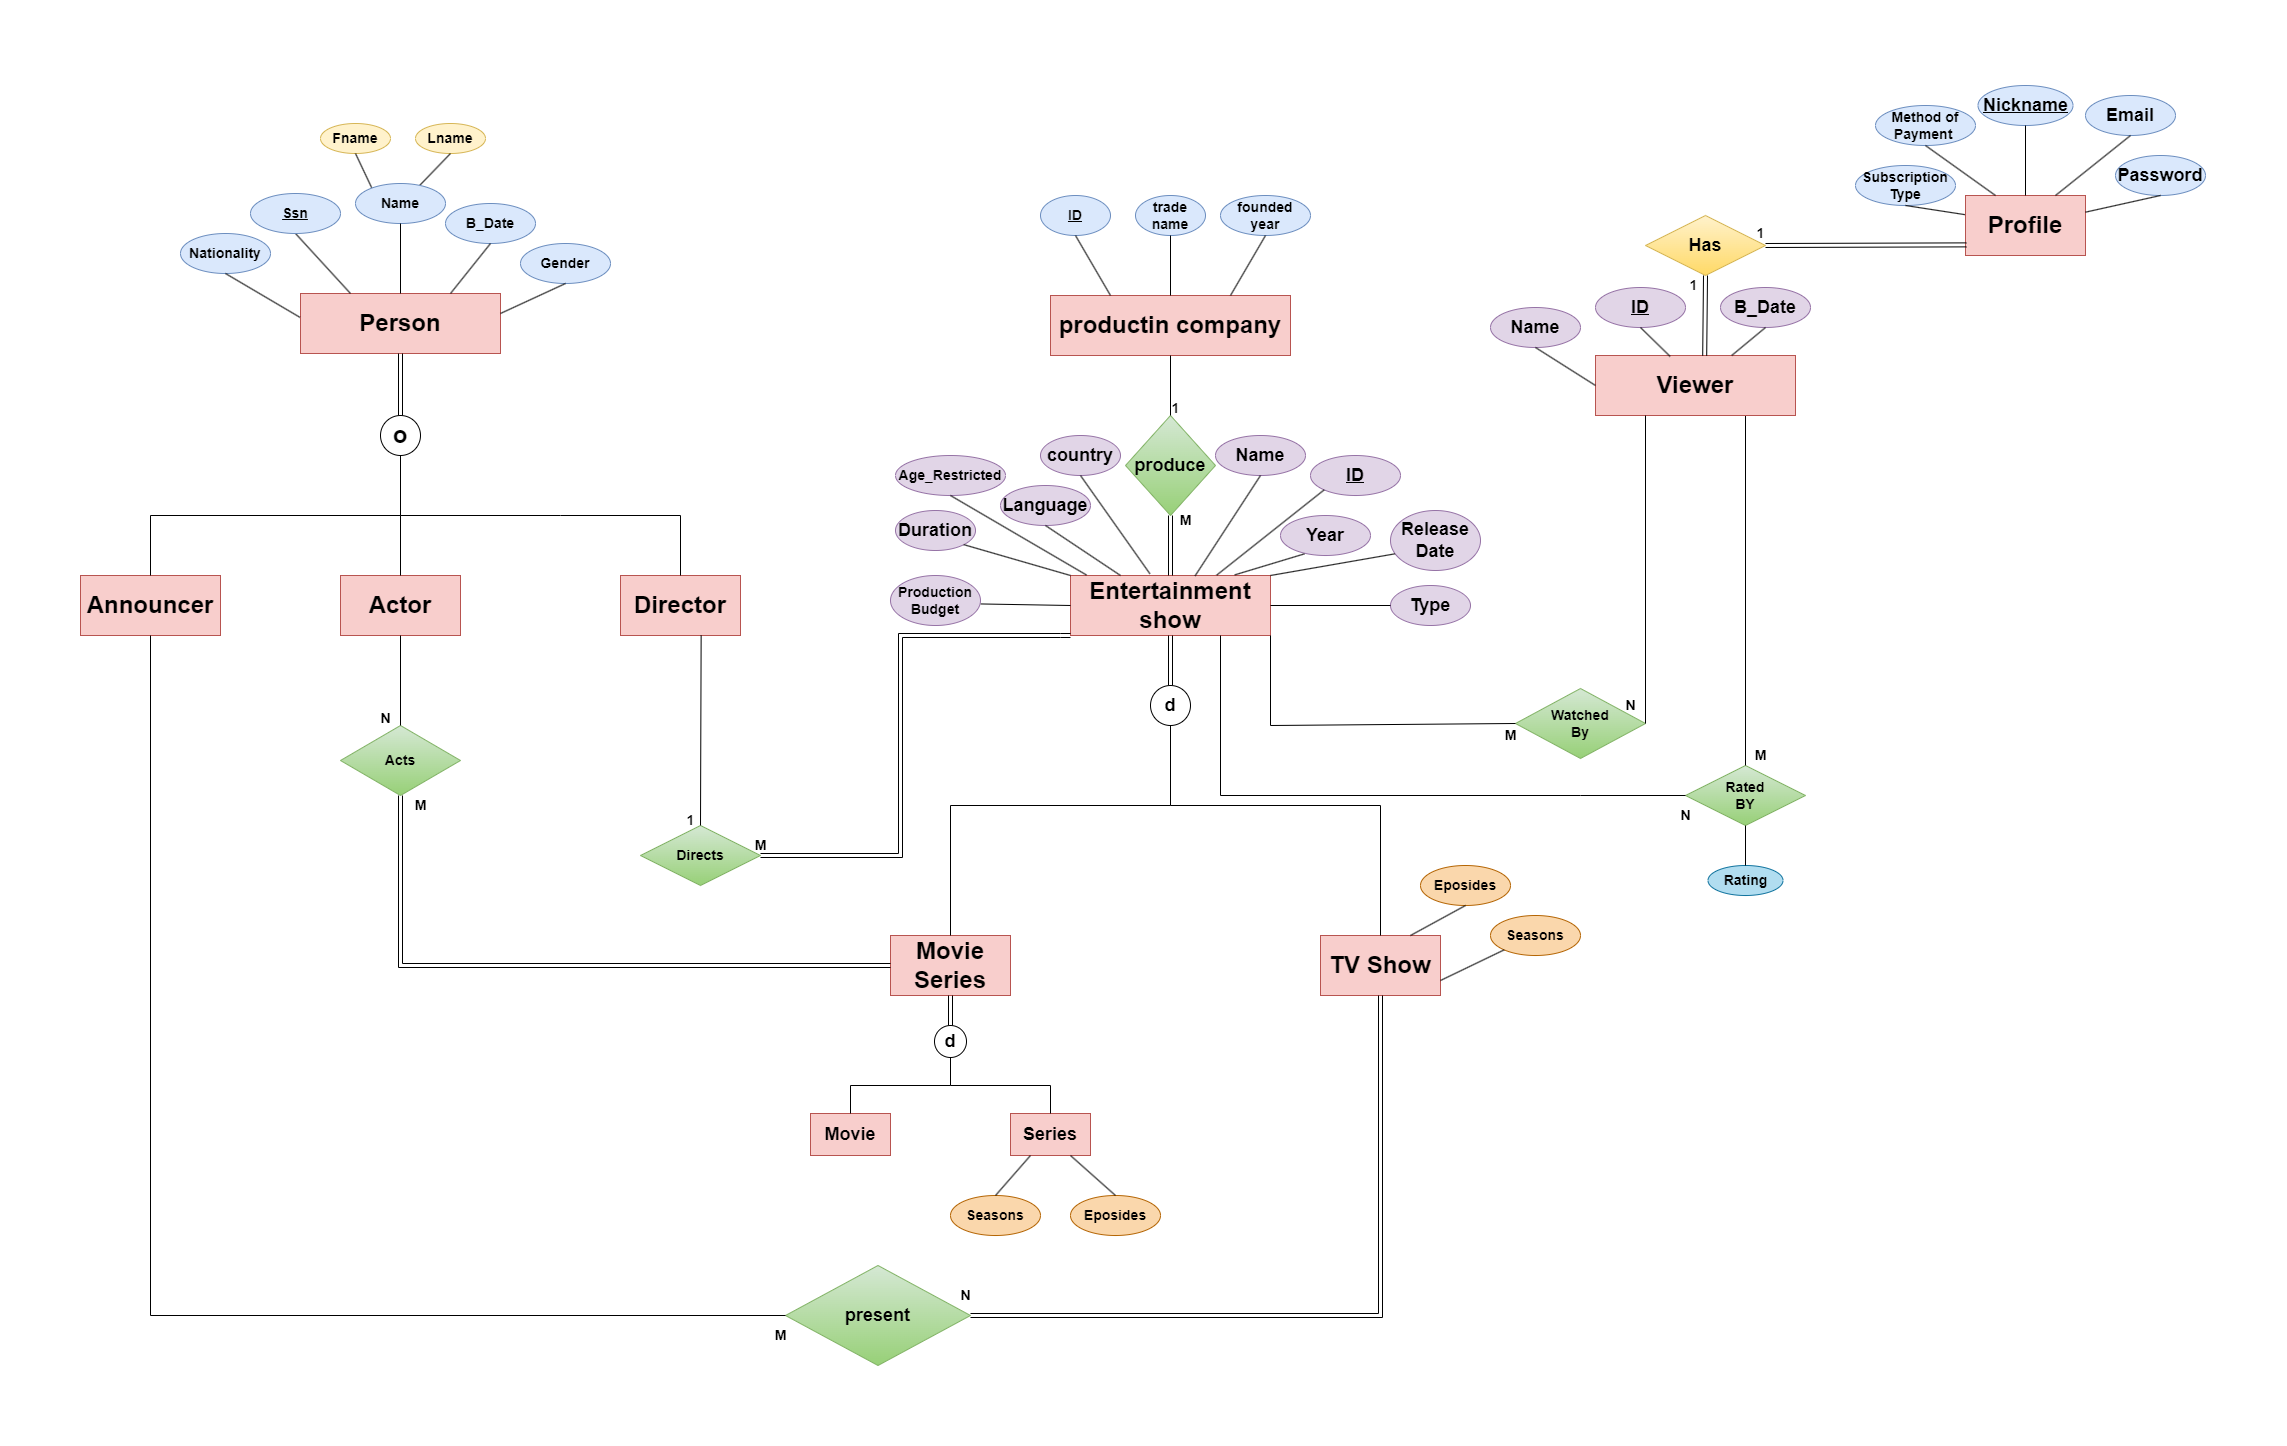 Nickname
Email
Method of
Payment
Fname
Lname
Password
Subscription
Type
Ssn
Name
B_Date
ID
trade
name
founded
year
Profile
Has
1
1
Nationality
Gender
Person
productin company
Name
ID
B_Date
Viewer
1
o
produce
country
Name
Age_Restricted
ID
Language
Duration
M
Year
Release
Date
Production
Budget
Entertainment
show
Type
Announcer
Actor
Director
d
N
Acts
M
Watched
By
N
M
M
Rated
BY
N
Rating
1
Directs
M
Eposides
Seasons
Movie
Series
TV Show
d
Movie
Series
Seasons
Eposides
present
N
M